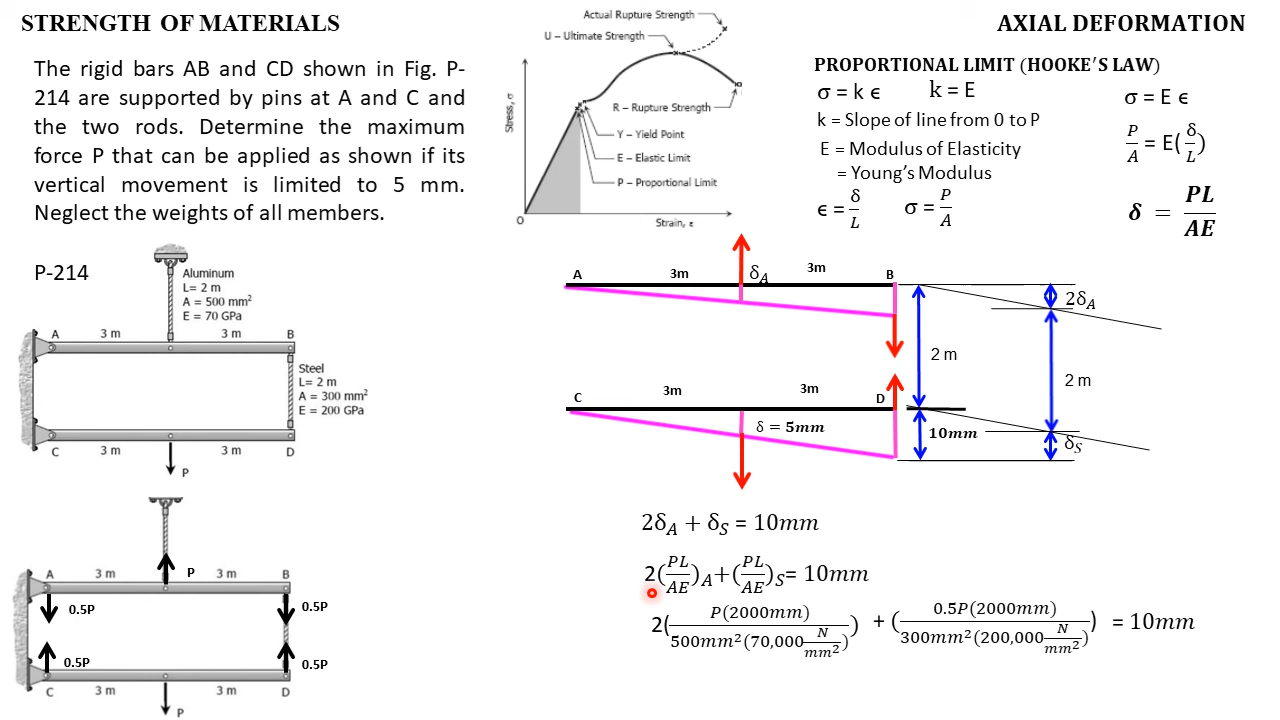 STRENGTH OF MATERIALS
AXIAL DEFORMATION
The rigid bars AB and CD shown in Fig. P-
214 are supported by pins at A and C and
the two rods. Determine the maximum
force P that can be applied as shown if its
vertical movement is limited to 5 mm.
Neglect the weights of all members.
Actual Rupture Strength
U – Ultimate Strength
R – Rupture Strength
Y – Yield Point
E – Elastic Limit
P – Proportional Limit
Stress, σ
O
Strain, ε
PROPORTIONAL LIMIT (HOOKE'S LAW)
σ = k ϵ k = E
k = Slope of line from 0 to P
E = Modulus of Elasticity
= Young's Modulus
ϵ = δ/L σ = P/A
σ = E ϵ
P/A = E(δ/L)
δ = PL/AE
P-214
Aluminum
L= 2 m
A = 500 mm²
E = 70 GPa
A 3 m 3 m B
Steel
L= 2 m
A = 300 mm²
E = 200 GPa
C 3 m 3 m D
P
A 3 m P 3 m B
0.5P 0.5P
0.5P 0.5P
C 3 m 3 m D
P
A 3m δ_A 3m B
2δ_A
2 m
2 m
C 3m 3m D
δ = 5mm
10mm
δ_S
2δ_A + δ_S = 10mm
2(PL/AE)_A+(PL/AE)_S= 10mm
2(P(2000mm)/500mm²(70,000 N/mm²)) + (0.5P(2000mm)/300mm²(200,000 N/mm²)) = 10mm